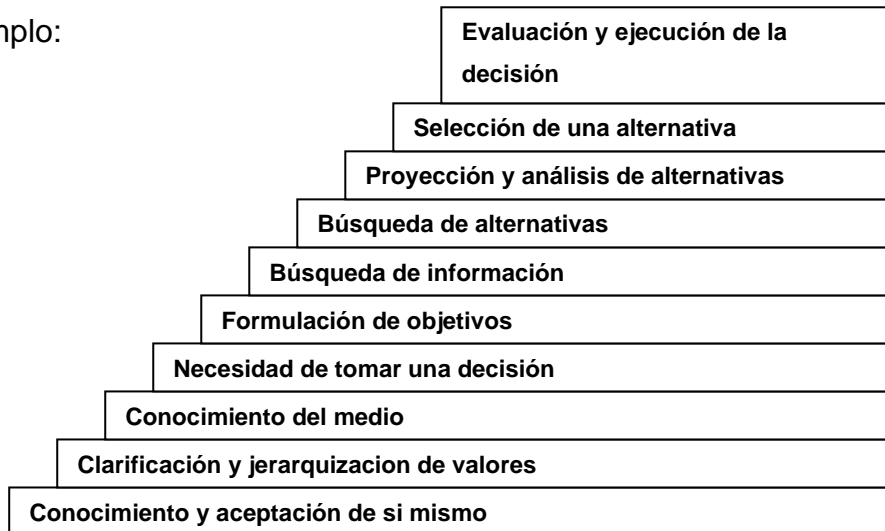 mplo:
Evaluación y ejecución de la
decisión
Selección de una alternativa
Proyección y análisis de alternativas
Búsqueda de alternativas
Búsqueda de información
Formulación de objetivos
Necesidad de tomar una decisión
Conocimiento del medio
Clarificación y jerarquizacion de valores
Conocimiento y aceptación de si mismo